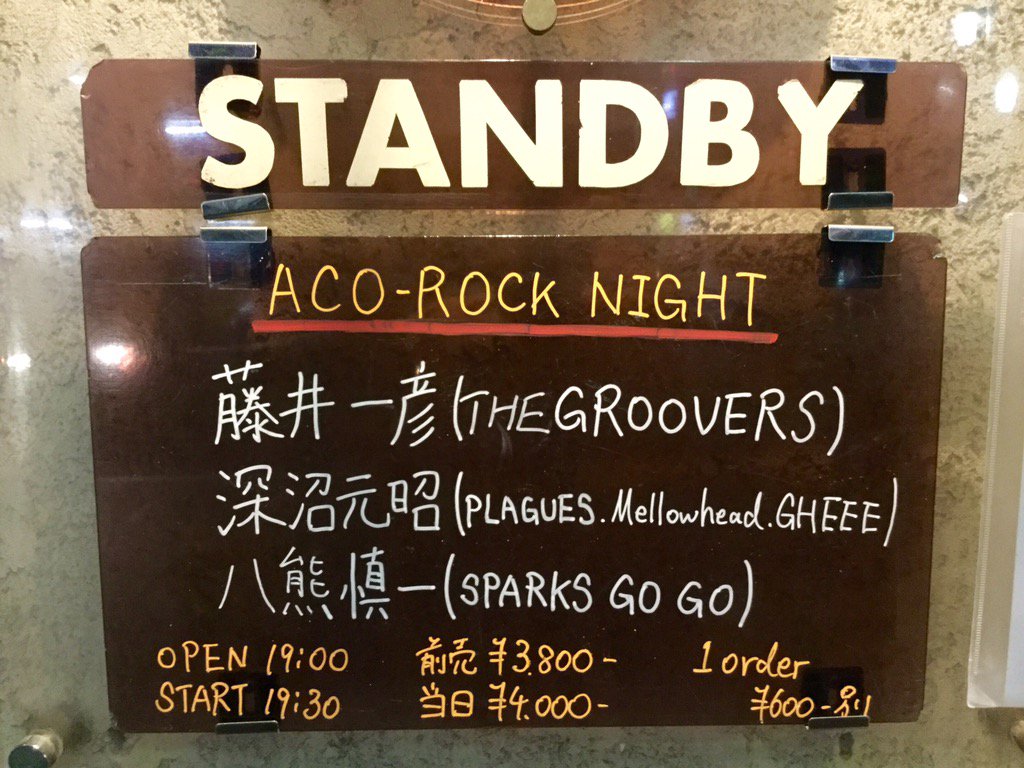 STANDBY
ACO-ROCK NIGHT
藤井一彦(THE GROOVERS)
深沼元昭(PLAGUES.Mellowhead.GHEEE)
八熊慎一(SPARKS GO GO)
OPEN 19:00 前売 ¥3.800- 1 order
START 19:30 当日 ¥4.000- ¥600-別